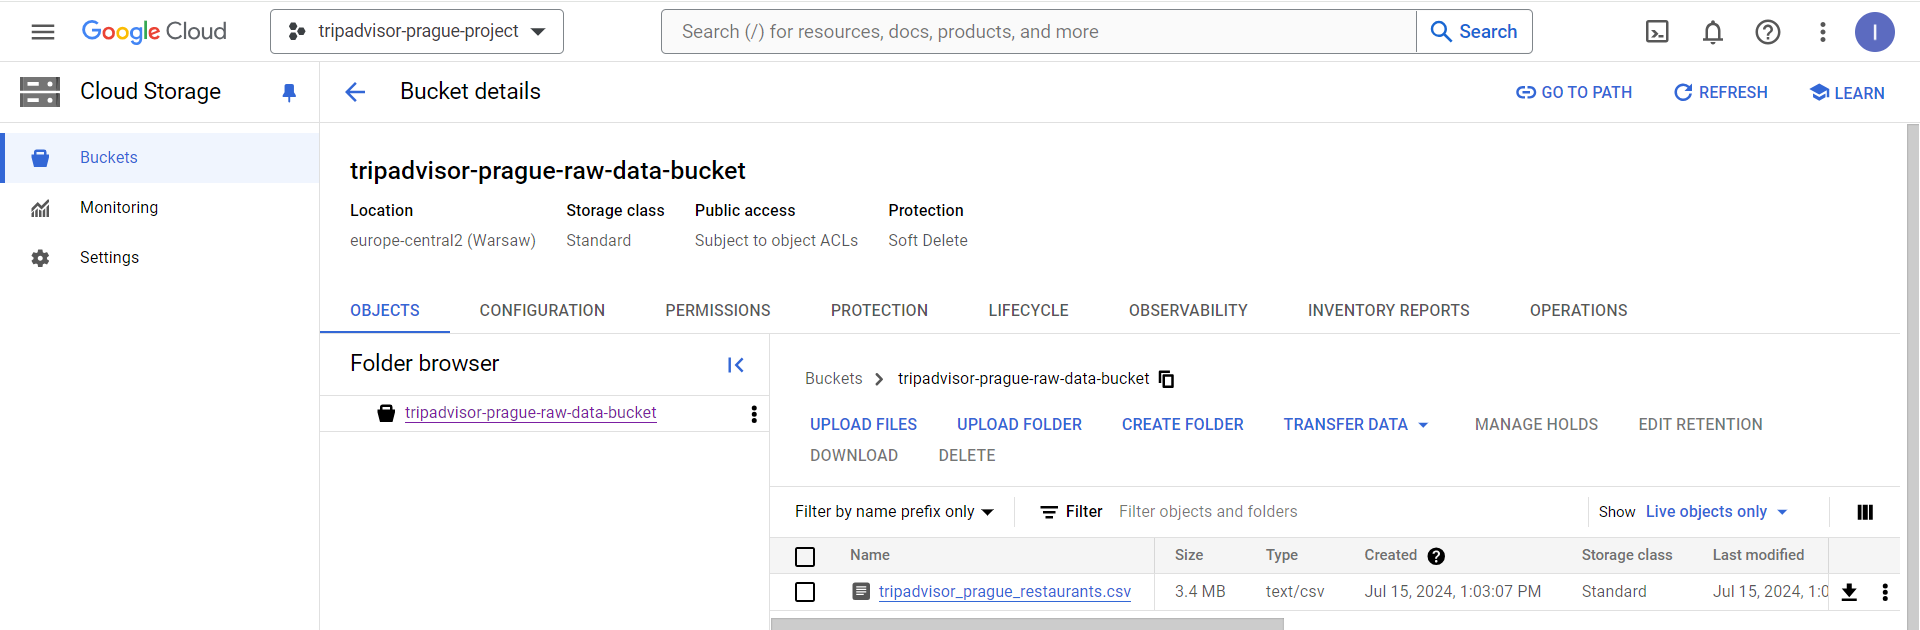 Google Cloud
tripadvisor-prague-project
Search (/) for resources, docs, products, and more
Search
I
Cloud Storage
Bucket details
GO TO PATH
REFRESH
LEARN
Buckets
Monitoring
Settings
tripadvisor-prague-raw-data-bucket
Location Storage class Public access Protection
europe-central2 (Warsaw) Standard Subject to object ACLs Soft Delete
OBJECTS CONFIGURATION PERMISSIONS PROTECTION LIFECYCLE OBSERVABILITY INVENTORY REPORTS OPERATIONS
Folder browser
tripadvisor-prague-raw-data-bucket
Buckets > tripadvisor-prague-raw-data-bucket
UPLOAD FILES UPLOAD FOLDER CREATE FOLDER TRANSFER DATA MANAGE HOLDS EDIT RETENTION
DOWNLOAD DELETE
Filter by name prefix only Filter Filter objects and folders Show Live objects only
Name Size Type Created ? Storage class Last modified
tripadvisor_prague_restaurants.csv 3.4 MB text/csv Jul 15, 2024, 1:03:07 PM Standard Jul 15, 2024, 1:0